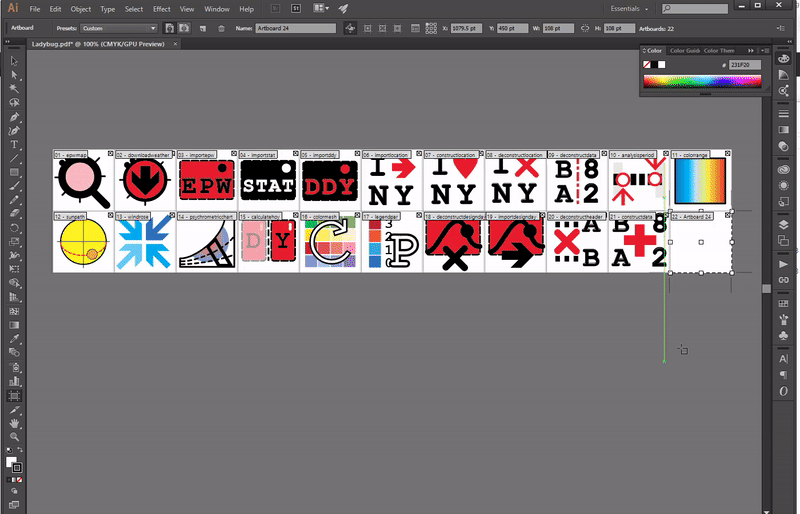 Ai File Edit Object Type Select Effect View Window Help Br St Essentials
Artboard Presets: Custom Name: Artboard 24 X: 1079.5 pt Y: 450 pt W: 108 pt H: 108 pt Artboards: 22
Ladybug.pdf* @ 100% (CMYK/GPU Preview) ×
Color Color Guide Color Them
# 231F20
01 - epwmap 02 - downloadweather 03 - importepw 04 - importstat 05 - importddy 06 - importlocation 07 - constructlocation 08 - deconstructlocation 09 - deconstructdata 10 - analysisperiod 11 - colorrange
EPW STAT DDY I NY I NY I NY B 8 A 2
12 - sunpath 13 - windrose 14 - psychrometricchart 15 - calculatehoy 16 - colormesh 17 - legendpar 18 - deconstructdesignday 19 - importdesignday 20 - deconstructheader 21 - constructdata 22 - Artboard 24
D Y C 3 2 1 P A B B 8 A 2